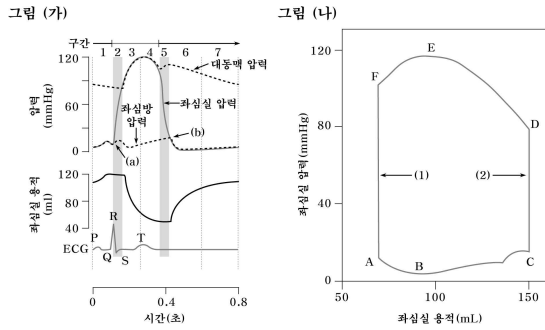 그림 (가)
구간
1 2 3 4 5 6 7
120
60
0
압력
(mmHg)
대동맥 압력
좌심방
압력
좌심실 압력
(a)
(b)
120
80
40
좌심실 용적
(ml)
P
R
Q
S
T
ECG
0
0.4
0.8
시간(초)
그림 (나)
120
80
40
0
좌심실 압력(mmHg)
E
F
D
(1)
(2)
A
B
C
50
100
150
좌심실 용적(mL)